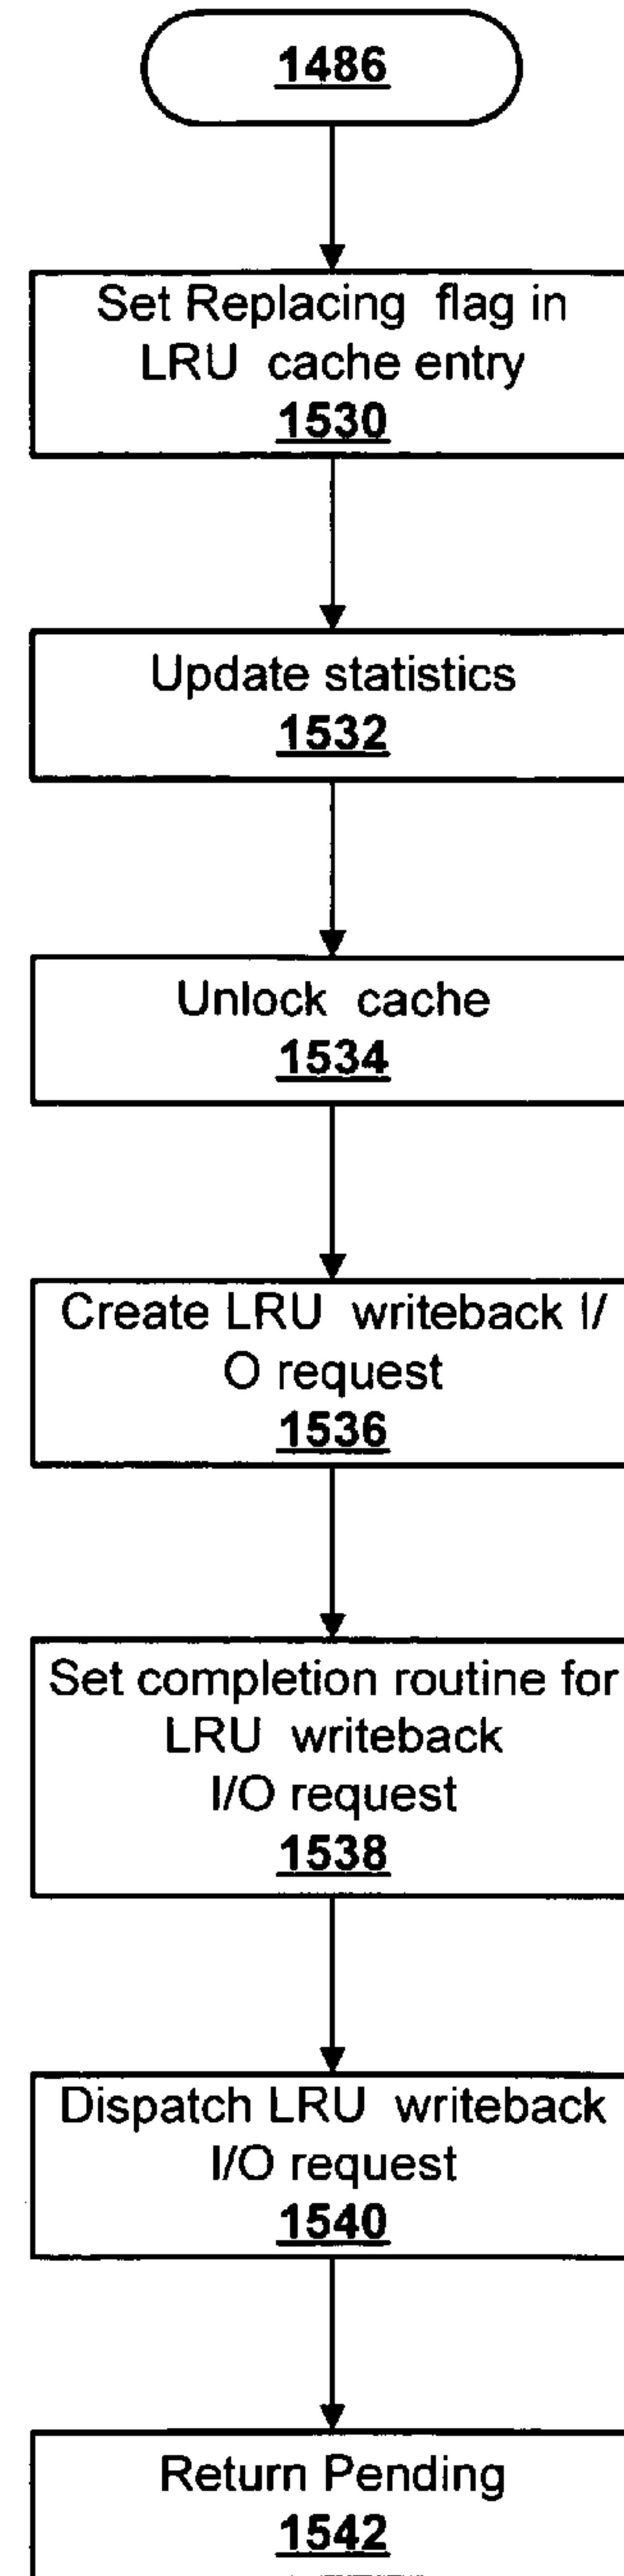 1486
Set Replacing flag in
LRU cache entry
1530
Update statistics
1532
Unlock cache
1534
Create LRU writeback I/
O request
1536
Set completion routine for
LRU writeback
I/O request
1538
Dispatch LRU writeback
I/O request
1540
Return Pending
1542